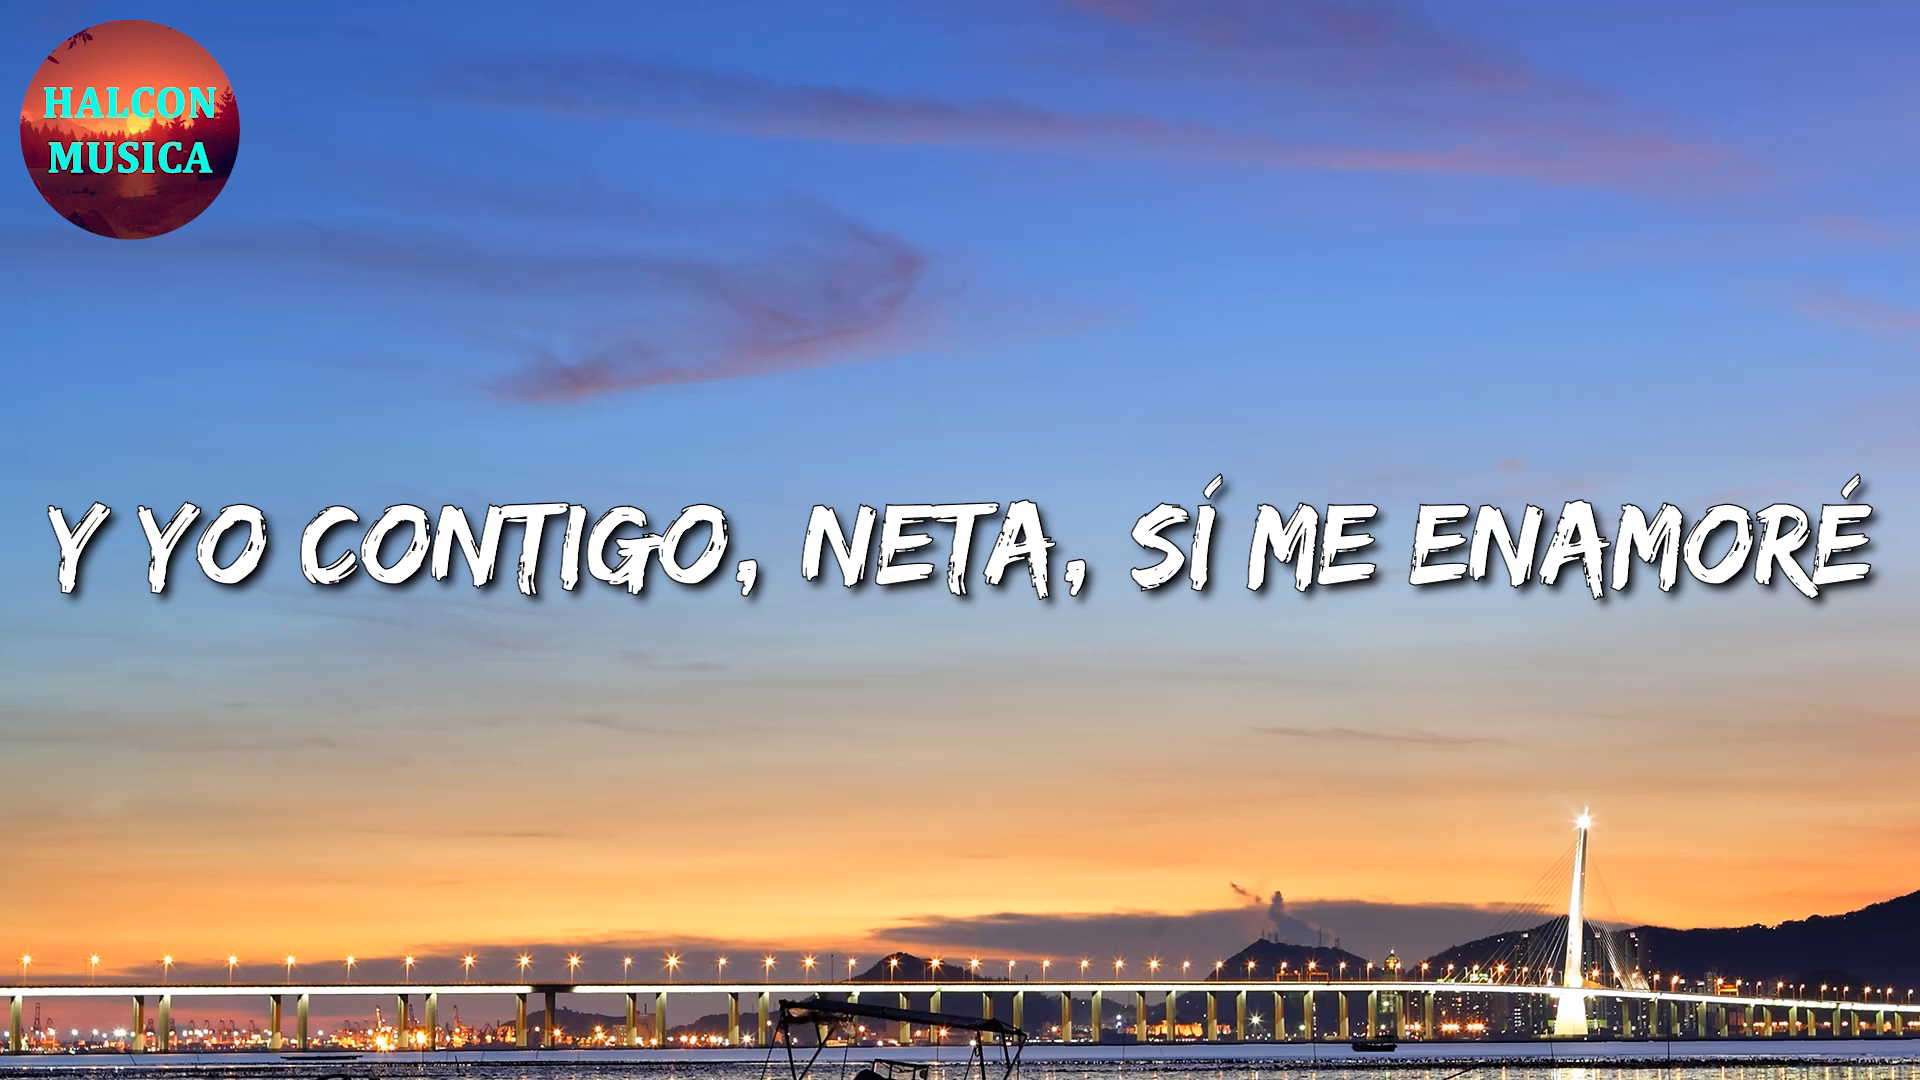 HALCON
MUSICA
Y YO CONTIGO, NETA, SÍ ME ENAMORÉ